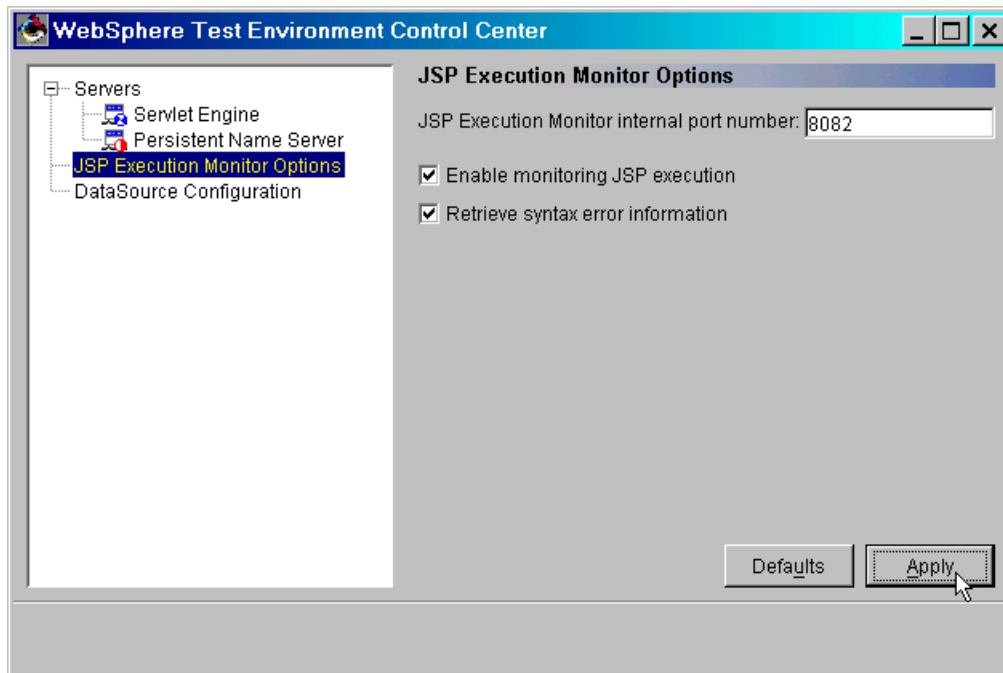 WebSphere Test Environment Control Center
Servers
Servlet Engine
Persistent Name Server
JSP Execution Monitor Options
DataSource Configuration
JSP Execution Monitor Options
JSP Execution Monitor internal port number: 8082
Enable monitoring JSP execution
Retrieve syntax error information
Defaults
Apply